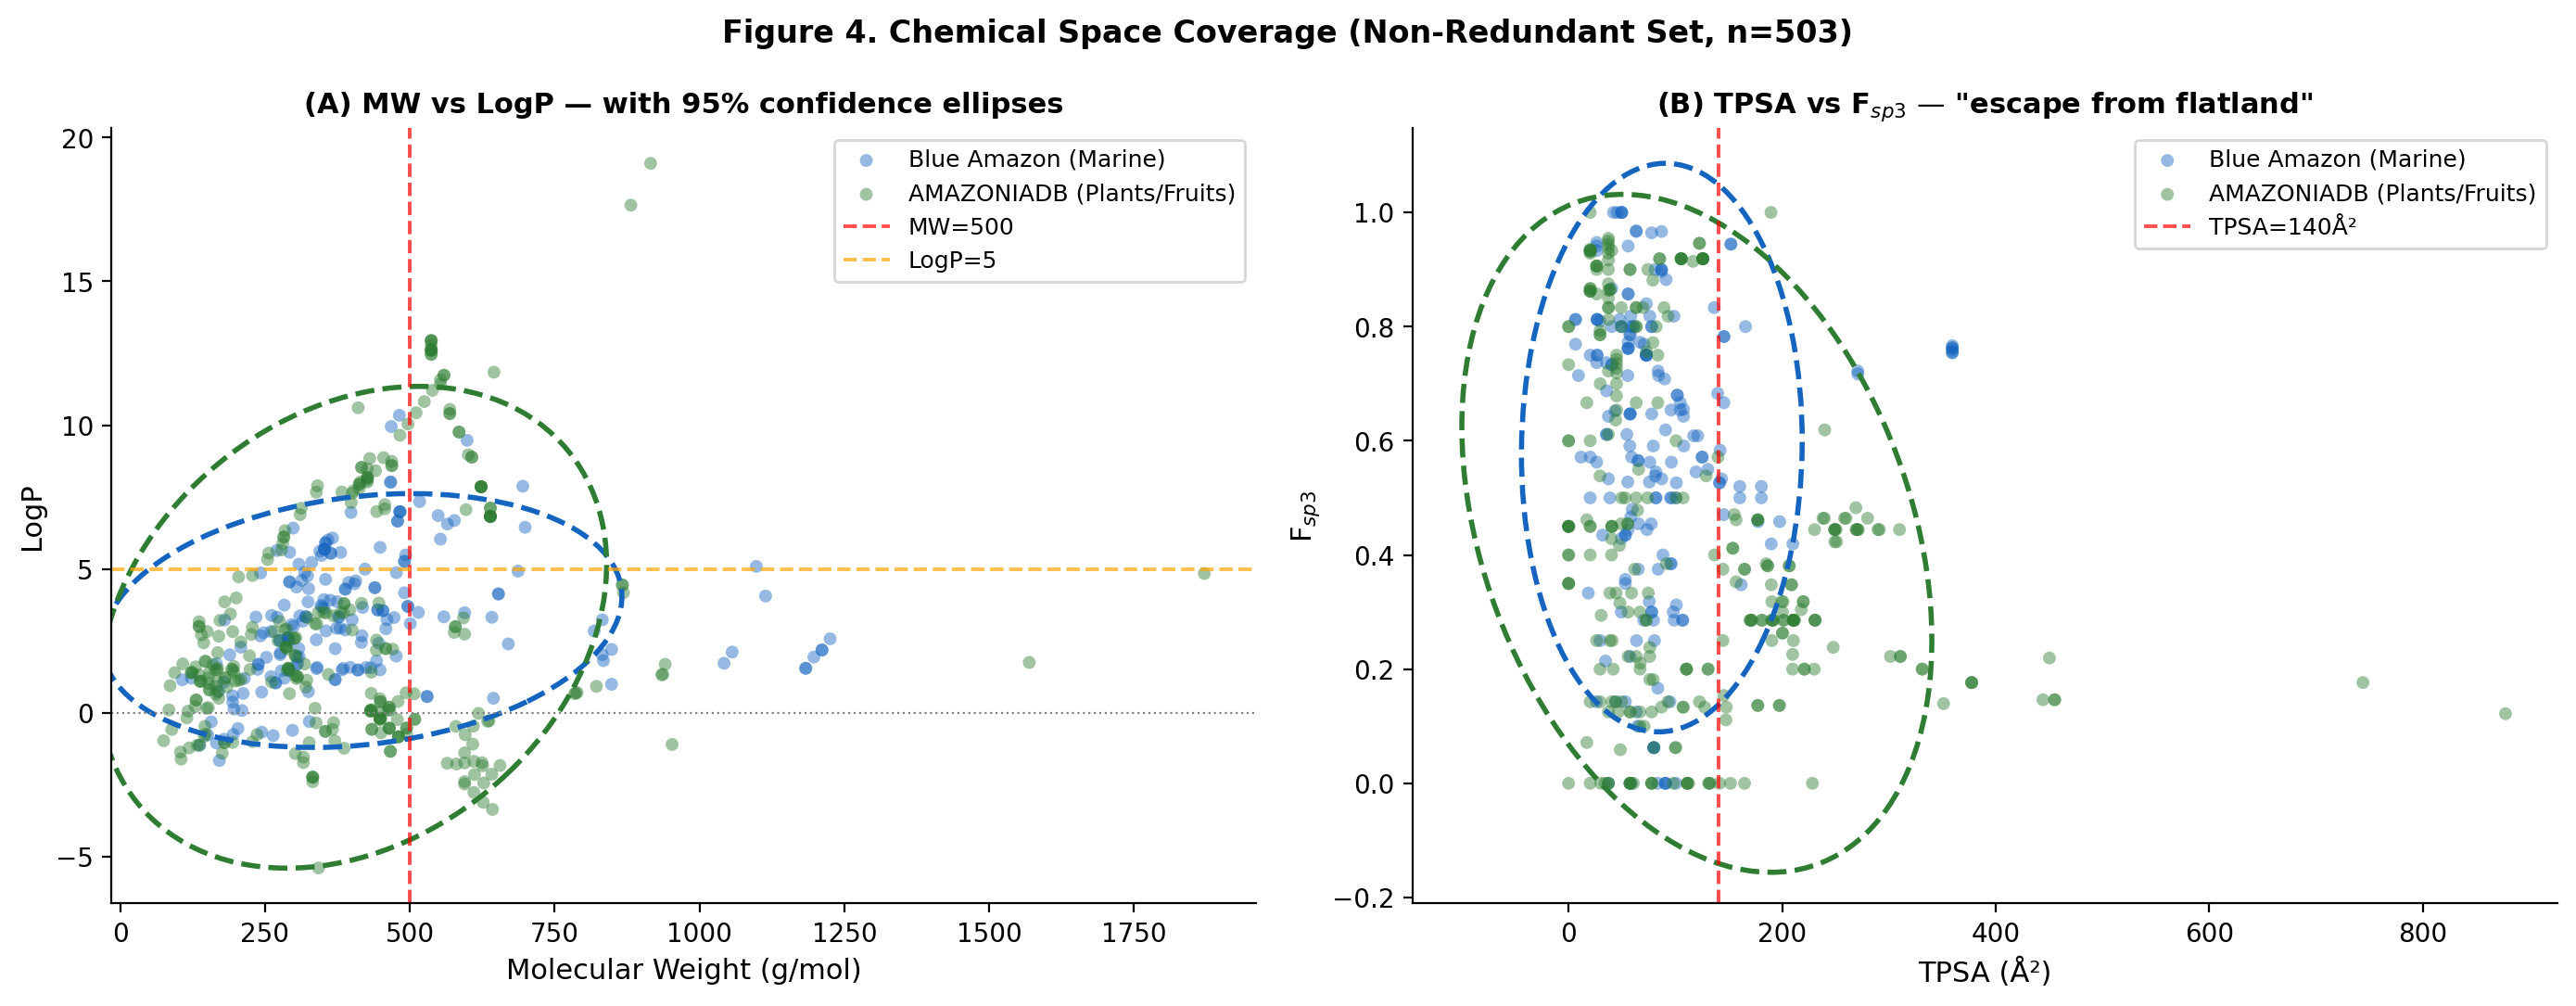 Figure 4. Chemical Space Coverage (Non-Redundant Set, n=503)
(A) MW vs LogP — with 95% confidence ellipses
20
15
10
5
0
−5
LogP
0 250 500 750 1000 1250 1500 1750
Molecular Weight (g/mol)
Blue Amazon (Marine)
AMAZONIADB (Plants/Fruits)
MW=500
LogP=5
(B) TPSA vs Fsp3 — "escape from flatland"
1.0
0.8
0.6
0.4
0.2
0.0
−0.2
Fsp3
0 200 400 600 800
TPSA (Å²)
Blue Amazon (Marine)
AMAZONIADB (Plants/Fruits)
TPSA=140Å²